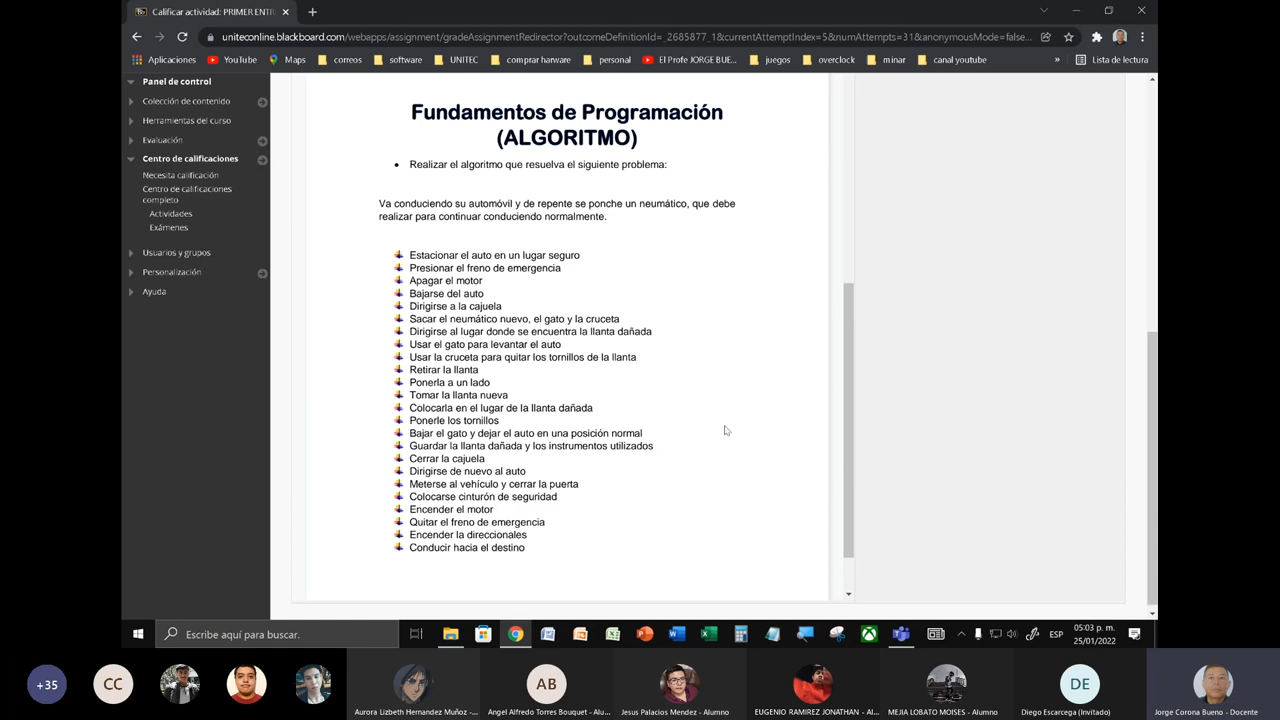 Calificar actividad: PRIMER ENTR
uniteconline.blackboard.com/webapps/assignment/gradeAssignmentRedirector?outcomeDefinitionId=_2685877_1&currentAttemptIndex=5&numAttempts=31&anonymousMode=false...
Aplicaciones YouTube Maps correos software UNITEC comprar harware personal El Profe JORGE BUE... juegos overclock minar canal youtube » Lista de lectura
Panel de control
Colección de contenido
Herramientas del curso
Evaluación
Centro de calificaciones
Necesita calificación
Centro de calificaciones
completo
Actividades
Exámenes
Usuarios y grupos
Personalización
Ayuda
Fundamentos de Programación
(ALGORITMO)
• Realizar el algoritmo que resuelva el siguiente problema:
Va conduciendo su automóvil y de repente se ponche un neumático, que debe
realizar para continuar conduciendo normalmente.
Estacionar el auto en un lugar seguro
Presionar el freno de emergencia
Apagar el motor
Bajarse del auto
Dirigirse a la cajuela
Sacar el neumático nuevo, el gato y la cruceta
Dirigirse al lugar donde se encuentra la llanta dañada
Usar el gato para levantar el auto
Usar la cruceta para quitar los tornillos de la llanta
Retirar la llanta
Ponerla a un lado
Tomar la llanta nueva
Colocarla en el lugar de la llanta dañada
Ponerle los tornillos
Bajar el gato y dejar el auto en una posición normal
Guardar la llanta dañada y los instrumentos utilizados
Cerrar la cajuela
Dirigirse de nuevo al auto
Meterse al vehículo y cerrar la puerta
Colocarse cinturón de seguridad
Encender el motor
Quitar el freno de emergencia
Encender la direccionales
Conducir hacia el destino
Escribe aquí para buscar.
ESP
05:03 p. m.
25/01/2022
+35
CC
AB
DE
Aurora Lizbeth Hernandez Muñoz -...
Angel Alfredo Torres Bouquet - Alu...
Jesus Palacios Mendez - Alumno
EUGENIO RAMIREZ JONATHAN - Al...
MEJIA LOBATO MOISES - Alumno
Diego Escarcega (Invitado)
Jorge Corona Bueno - Docente